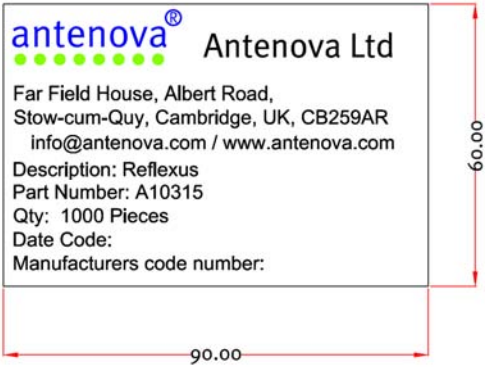 antenova®
Antenova Ltd
Far Field House, Albert Road,
Stow-cum-Quy, Cambridge, UK, CB259AR
info@antenova.com / www.antenova.com
Description: Reflexus
Part Number: A10315
Qty: 1000 Pieces
Date Code:
Manufacturers code number:
60.00
90.00